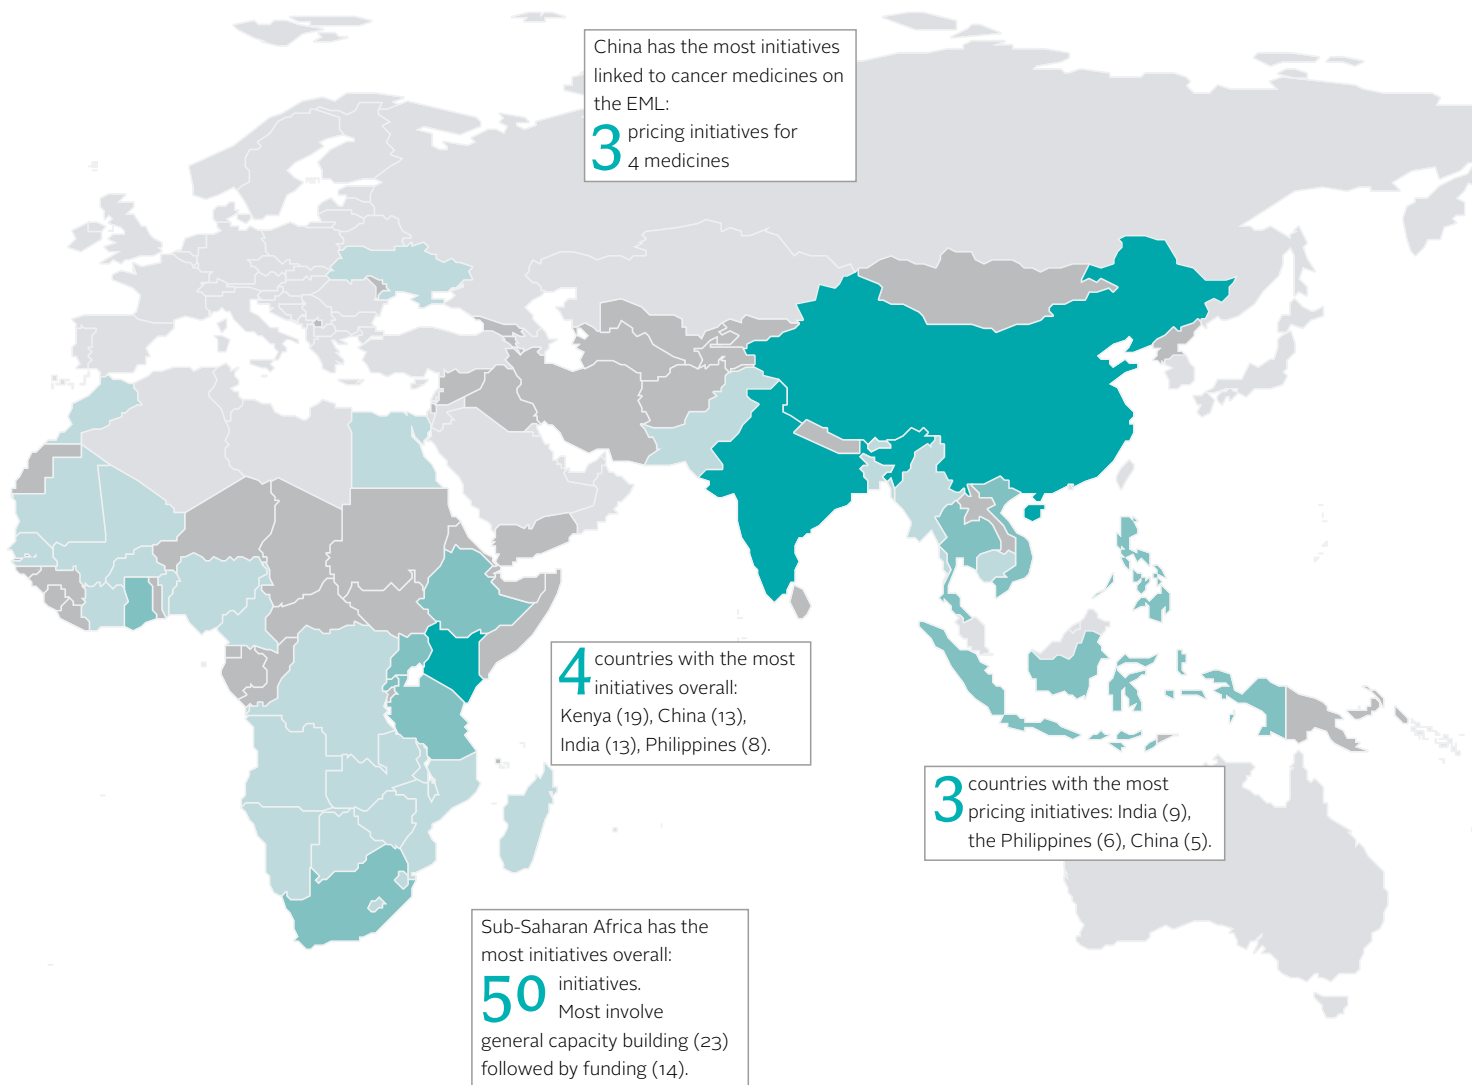 China has the most initiatives
linked to cancer medicines on
the EML:
3 pricing initiatives for
4 medicines
4 countries with the most
initiatives overall:
Kenya (19), China (13),
India (13), Philippines (8).
3 countries with the most
pricing initiatives: India (9),
the Philippines (6), China (5).
Sub-Saharan Africa has the
most initiatives overall:
50 initiatives.
Most involve
general capacity building (23)
followed by funding (14).